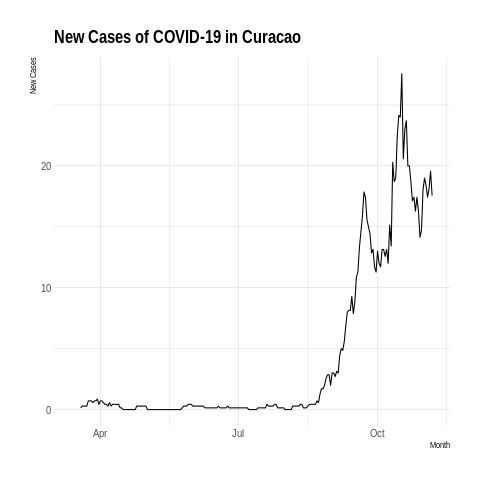 New Cases of COVID-19 in Curacao
New Cases
20
10
0
Apr Jul Oct
Month